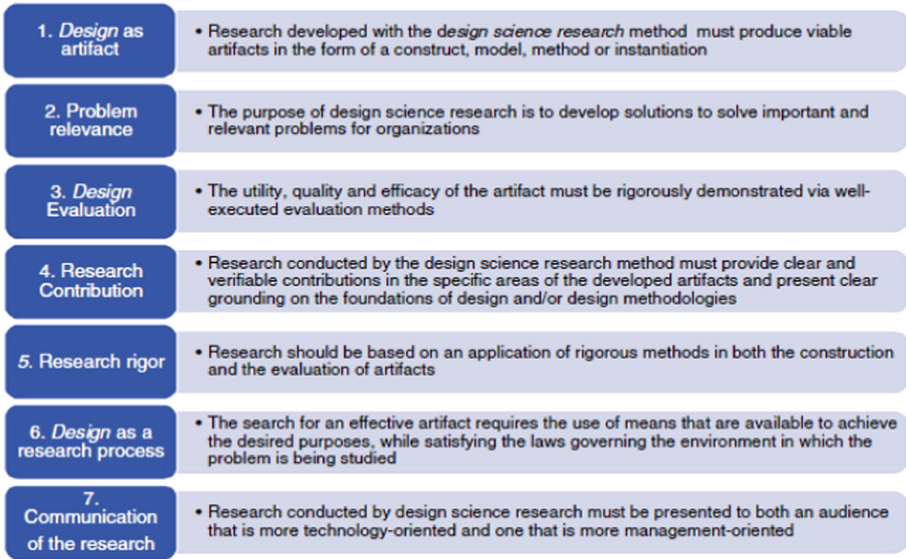 1. Design as
artifact
• Research developed with the design science research method must produce viable
artifacts in the form of a construct, model, method or instantiation
2. Problem
relevance
• The purpose of design science research is to develop solutions to solve important and
relevant problems for organizations
3. Design
Evaluation
• The utility, quality and efficacy of the artifact must be rigorously demonstrated via well-
executed evaluation methods
4. Research
Contribution
• Research conducted by the design science research method must provide clear and
verifiable contributions in the specific areas of the developed artifacts and present clear
grounding on the foundations of design and/or design methodologies
5. Research rigor
• Research should be based on an application of rigorous methods in both the construction
and the evaluation of artifacts
6. Design as a
research process
• The search for an effective artifact requires the use of means that are available to achieve
the desired purposes, while satisfying the laws governing the environment in which the
problem is being studied
7.
Communication
of the research
• Research conducted by design science research must be presented to both an audience
that is more technology-oriented and one that is more management-oriented